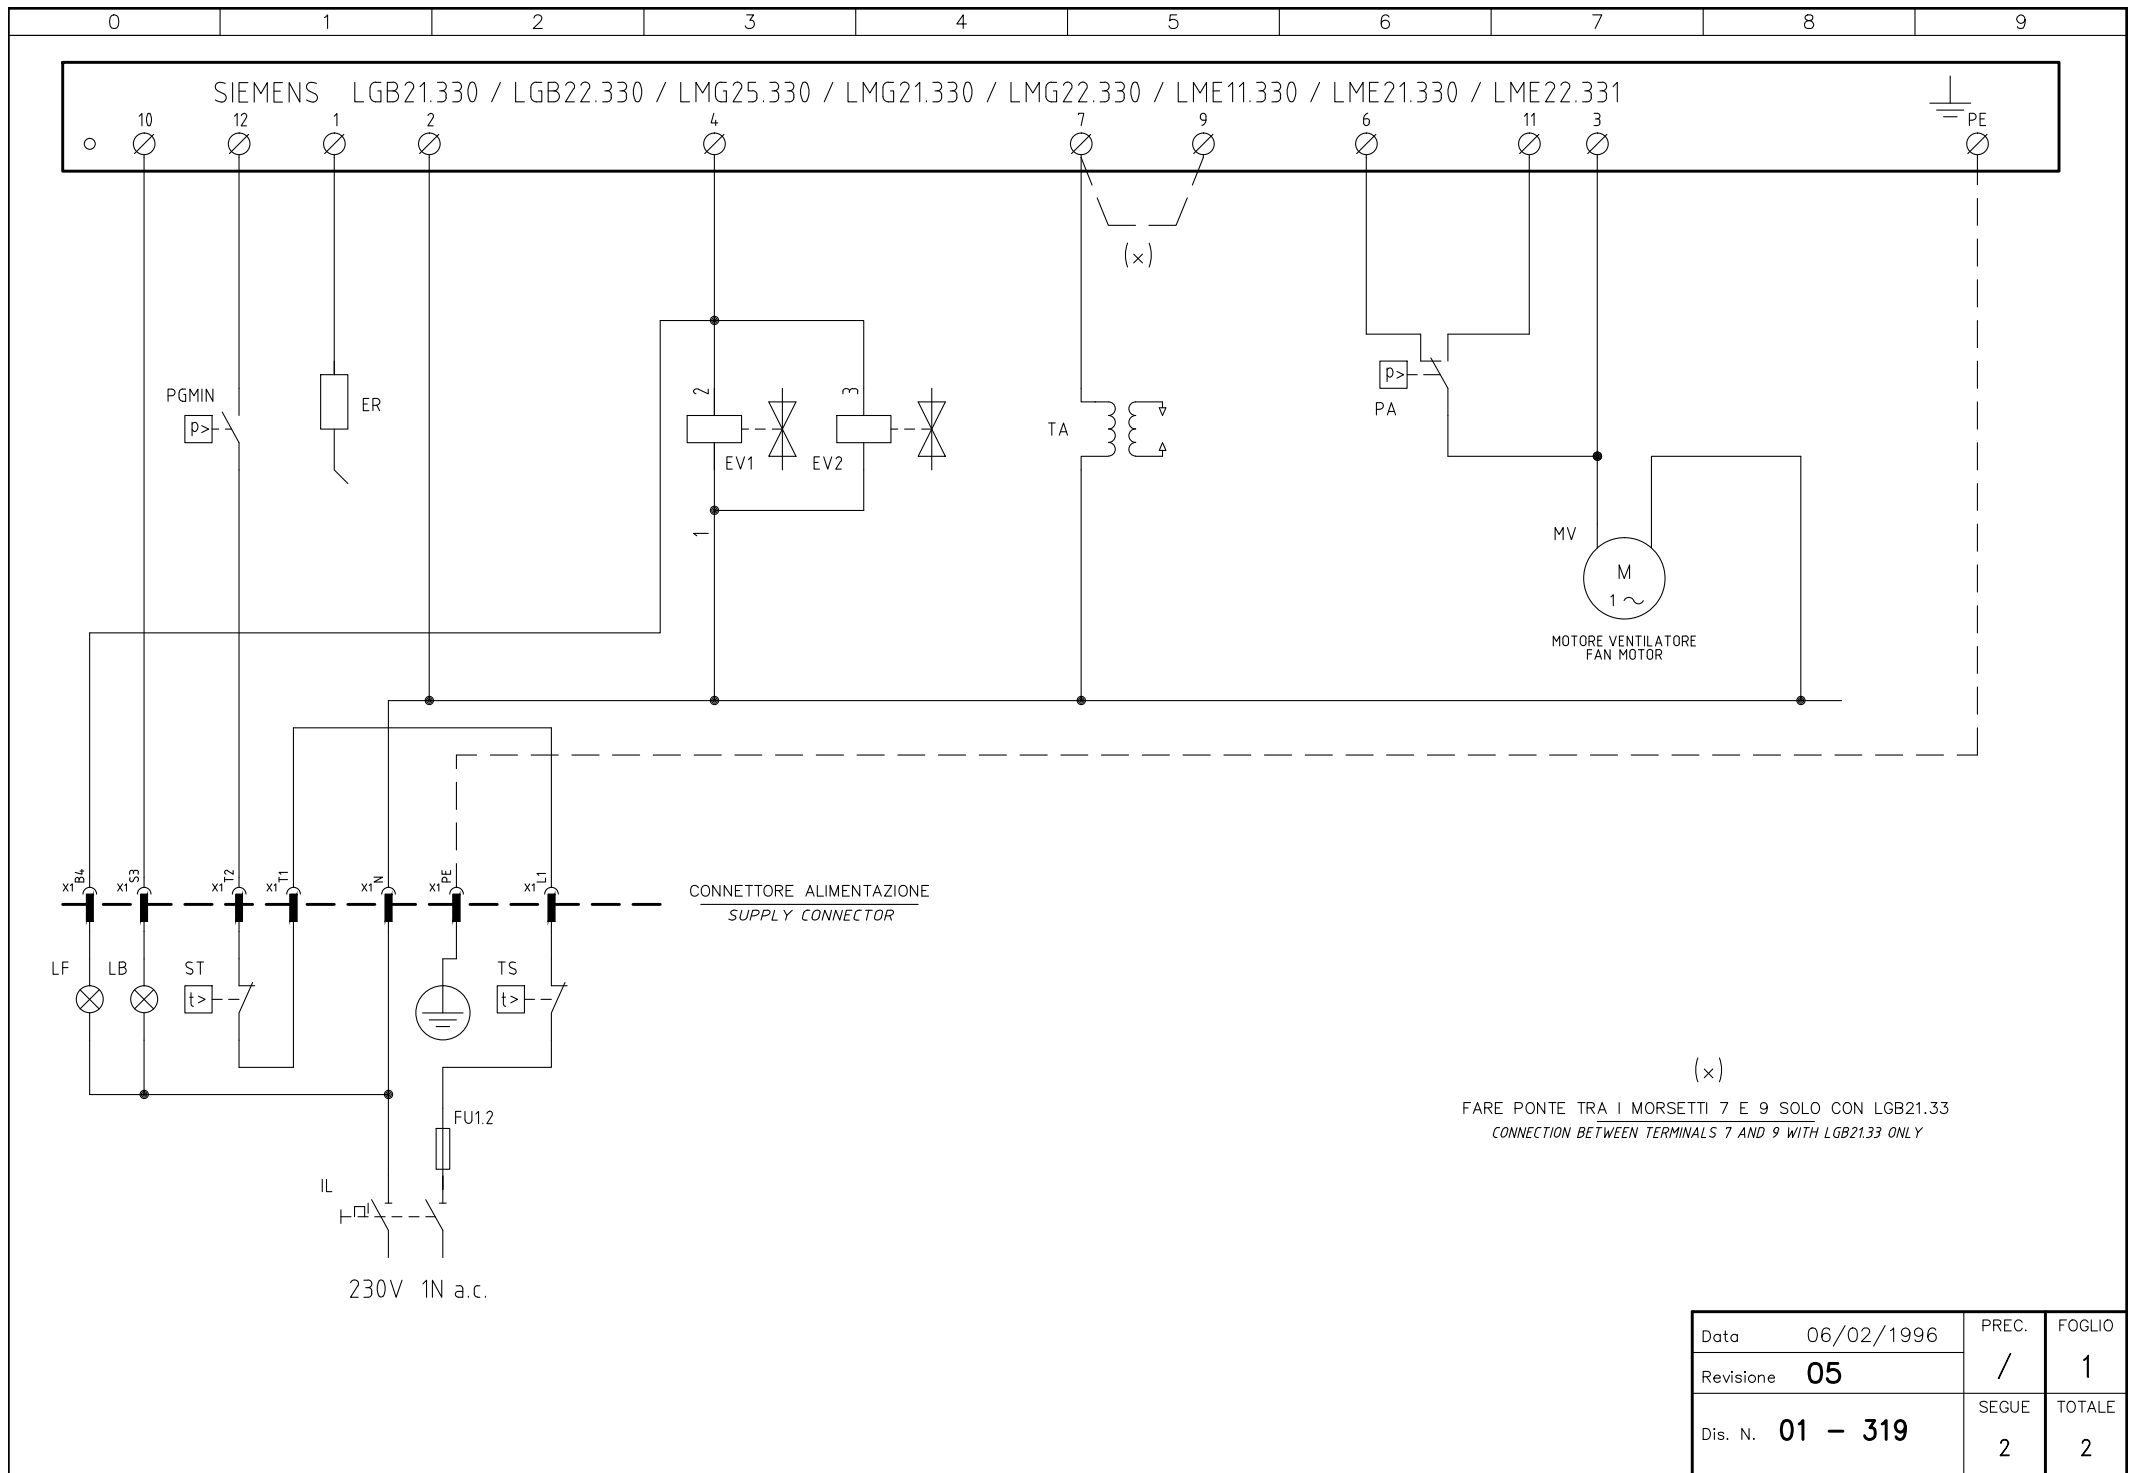 0 1 2 3 4 5 6 7 8 9
SIEMENS LGB21.330 / LGB22.330 / LMG25.330 / LMG21.330 / LMG22.330 / LME11.330 / LME21.330 / LME22.331
10 12 1 2 4 7 9 6 11 3 PE
(x)
PGMIN
p>
ER
2
3
EV1
EV2
1
TA
p>
PA
MV
M
1~
MOTORE VENTILATORE
FAN MOTOR
X1 B4 X1 S3 X1 T2 X1 T1 X1 N X1 PE X1 L1
CONNETTORE ALIMENTAZIONE
SUPPLY CONNECTOR
LF LB ST TS
t> t>
FU1.2
IL
230V 1N a.c.
(x)
FARE PONTE TRA I MORSETTI 7 E 9 SOLO CON LGB21.33
CONNECTION BETWEEN TERMINALS 7 AND 9 WITH LGB21.33 ONLY
Data 06/02/1996
PREC.
/
FOGLIO
1
Revisione 05
Dis. N. 01 - 319
SEGUE
2
TOTALE
2